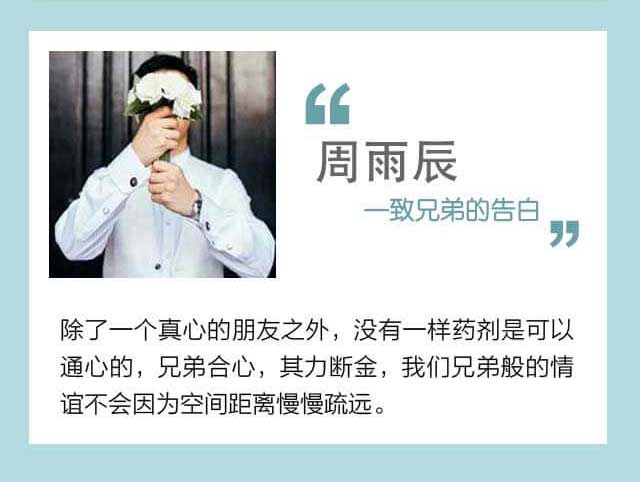 “
周雨辰
—致兄弟的告白
”
除了一个真心的朋友之外，没有一样药剂是可以
通心的，兄弟合心，其力断金，我们兄弟般的情
谊不会因为空间距离慢慢疏远。